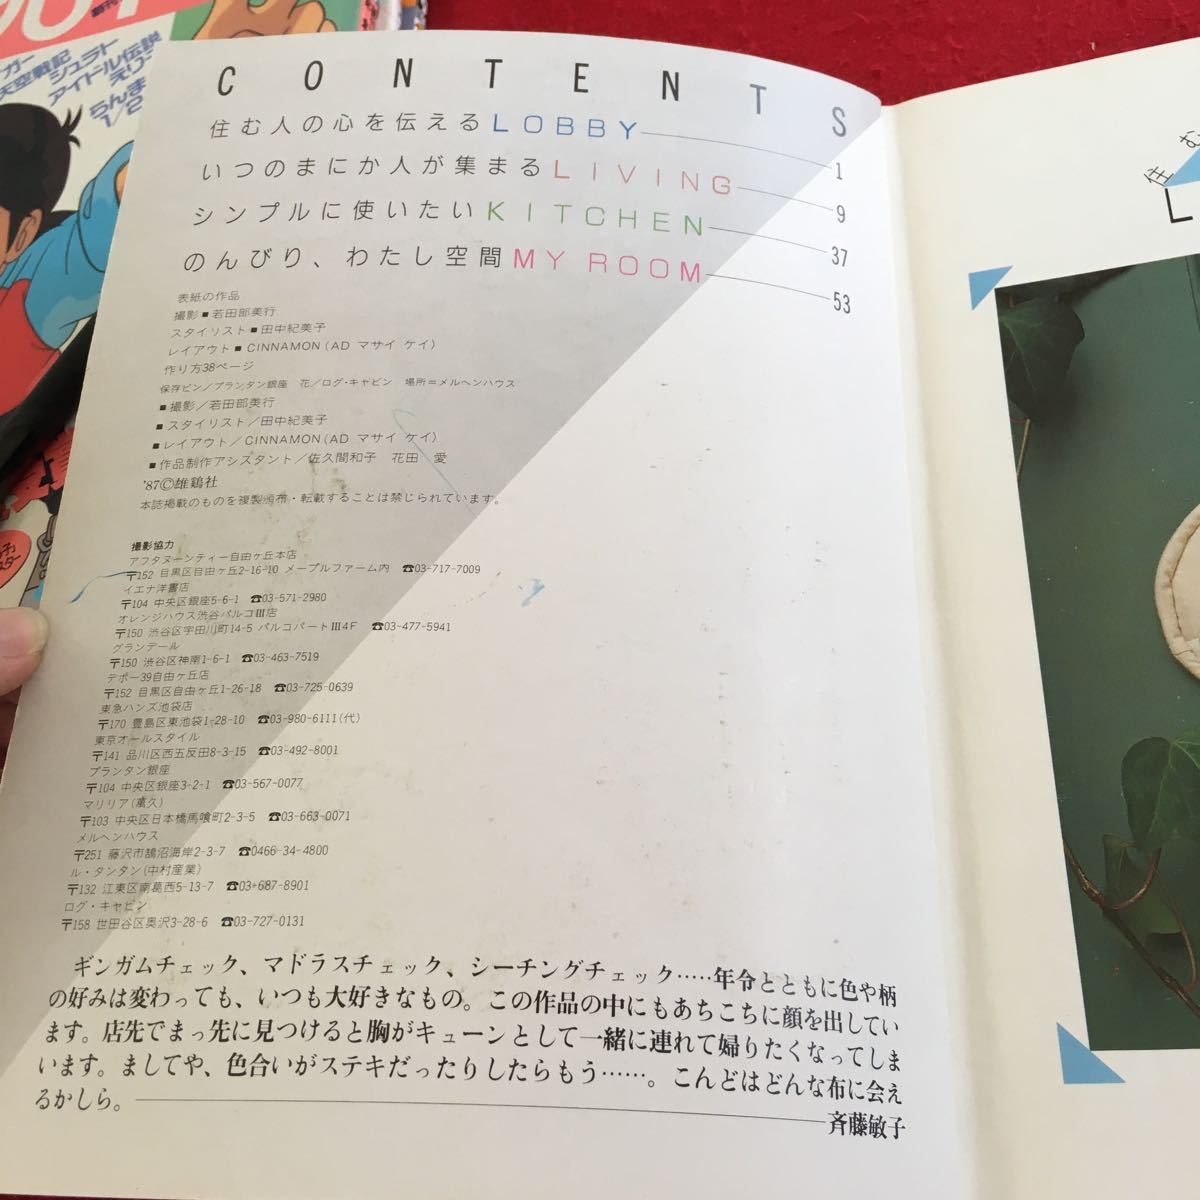 ガー
天空戦記
シュラト
アイドル伝説
えり子
らんま
1/2
CONTENTS
住む人の心を伝えるLOBBY 1
いつのまにか人が集まるLIVING 9
シンプルに使いたいKITCHEN 37
のんびり、わたし空間MY ROOM 53
表紙の作品
撮影■若田部美行
スタイリスト■田中紀美子
レイアウト■CINNAMON(AD マサイ ケイ)
作り方38ページ
保存ビン/プランタン銀座 花/ログ・キャビン 場所=メルヘンハウス
■撮影/若田部美行
■スタイリスト/田中紀美子
■レイアウト/CINNAMON(AD マサイ ケイ)
■作品制作アシスタント/佐久間和子 花田 愛
'87©雄鶏社
本誌掲載のものを複製頒布・転載することは禁じられています。
撮影協力
アフタヌーンティー自由ヶ丘本店
〒152 目黒区自由ヶ丘2-16-10 メープルファーム内 ☎03-717-7009
イエナ洋書店
〒104 中央区銀座5-6-1 ☎03-571-2980
オレンジハウス渋谷パルコIII店
〒150 渋谷区宇田川町14-5 パルコパートIII4F ☎03-477-5941
グランデール
〒150 渋谷区神南1-6-1 ☎03-463-7519
デポー39自由ヶ丘店
〒152 目黒区自由ヶ丘1-26-18 ☎03-725-0639
東急ハンズ池袋店
〒170 豊島区東池袋1-28-10 ☎03-980-6111(代)
東京オールスタイル
〒141 品川区西五反田8-3-15 ☎03-492-8001
プランタン銀座
〒104 中央区銀座3-2-1 ☎03-567-0077
マリリア(萬久)
〒103 中央区日本橋馬喰町2-3-5 ☎03-663-0071
メルヘンハウス
〒251 藤沢市鵠沼海岸2-3-7 ☎0466-34-4800
ル・タンタン(中村産業)
〒132 江東区南葛西5-13-7 ☎03-687-8901
ログ・キャビン
〒158 世田谷区奥沢3-28-6 ☎03-727-0131
ギンガムチェック、マドラスチェック、シーチングチェック……年令とともに色や柄
の好みは変わっても、いつも大好きなもの。この作品の中にもあちこちに顔を出してい
ます。店先でまっ先に見つけると胸がキューンとして一緒に連れて婦りたくなってしま
います。ましてや、色合いがステキだったりしたらもう……。こんどはどんな布に会え
るかしら。
斉藤敏子
住む
L